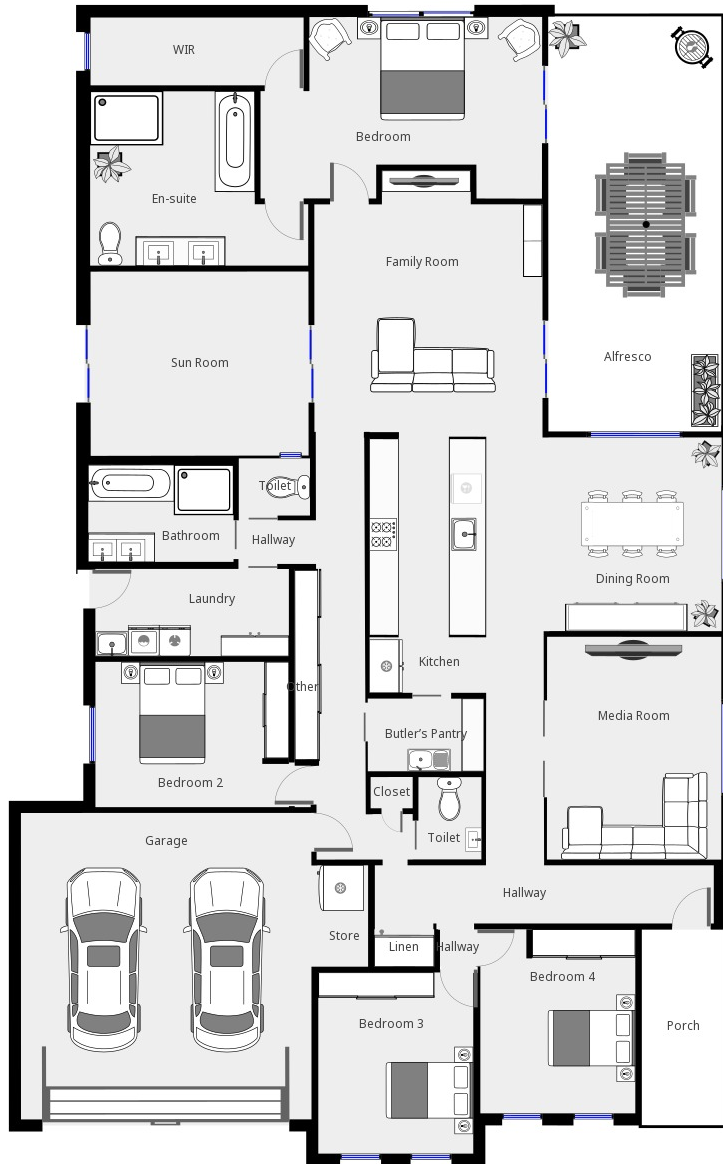 WIR
Bedroom
En-suite
Family Room
Sun Room
Alfresco
Toilet
Bathroom
Hallway
Dining Room
Laundry
Kitchen
Other
Media Room
Butler's Pantry
Bedroom 2
Closet
Toilet
Garage
Hallway
Store
Linen
Hallway
Bedroom 4
Bedroom 3
Porch